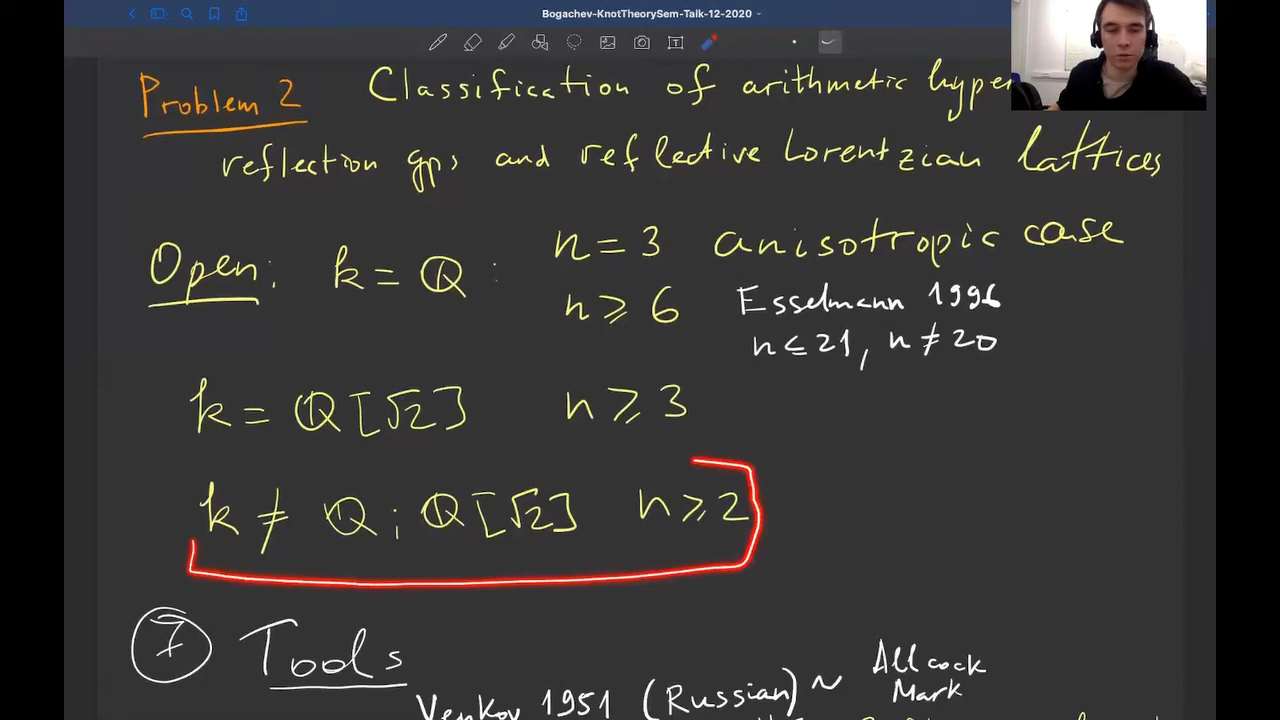 Bogachev-KnotTheorySem-Talk-12-2020
Problem 2 Classification of arithmetic hyper
reflection gps and reflective Lorentzian lattices
Open: k = ℚ : n = 3 anisotropic case
n ⩾ 6 Esselmann 1996
n ≤ 21, n ≠ 20
k = ℚ[√2] n ⩾ 3
k ≠ ℚ; ℚ[√2] n ⩾ 2
7 Tools
Venkov 1951 (Russian) ~ Allcock
Mark